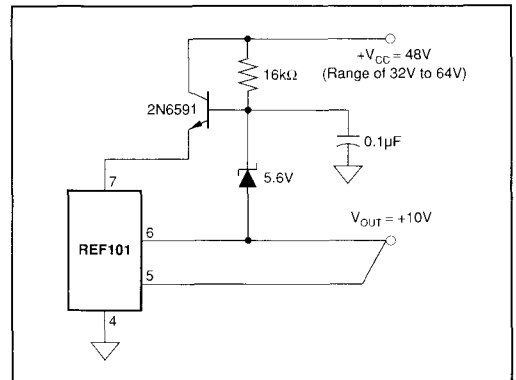 +V_CC = 48V
(Range of 32V to 64V)
16kΩ
2N6591
0.1µF
5.6V
7
V_OUT = +10V
6
REF101
5
4